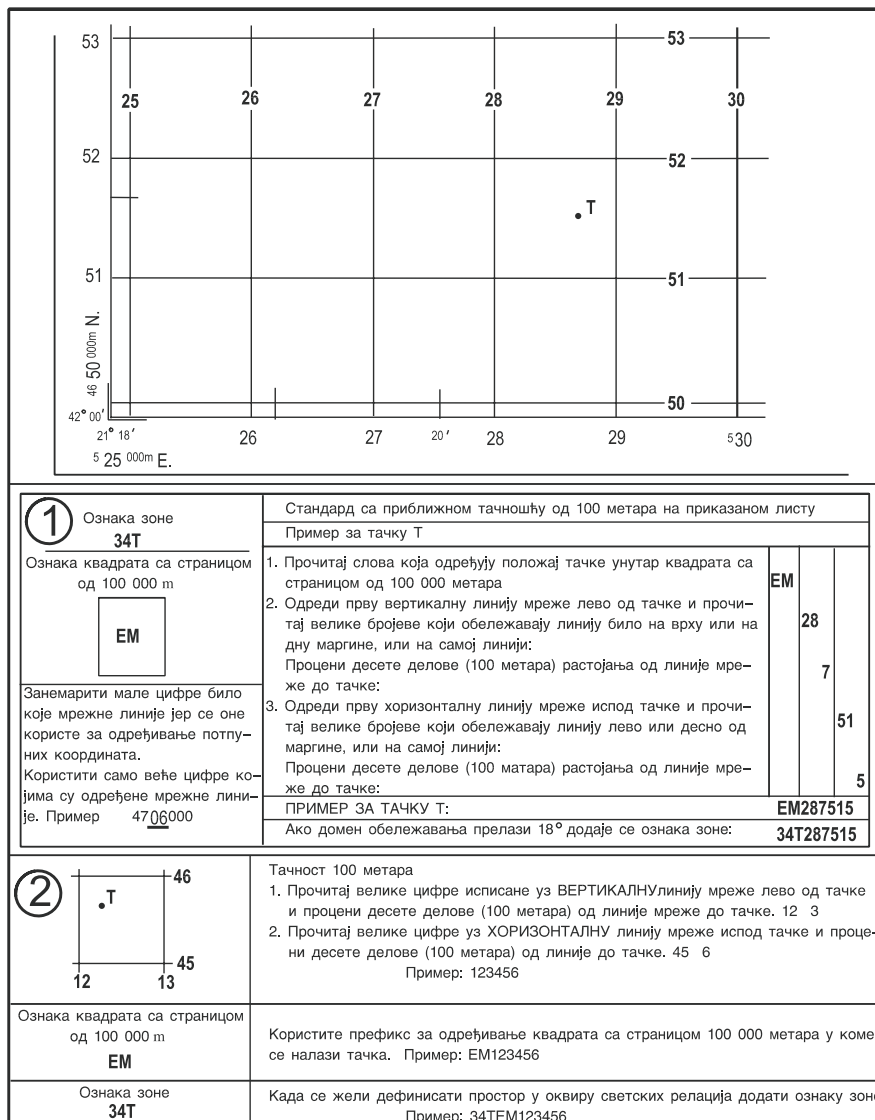 53
53
25
26
27
28
29
30
52
52
T
51
51
46 50 000m N.
50
42° 00′
21° 18′
26
27
20 ′
28
29
5 30
5 25 000m E.
1
Ознака зоне
34T
Ознака квадрата са страницом
од 100 000 m
EM
Занемарити мале цифре било
које мрежне линије јер се оне
користе за одређивање потпу–
них координата.
Користити само веће цифре ко–
јима су одређене мрежне лини–
је. Пример 4706000
Стандард са приближном тачношћу од 100 метара на приказаном листу
Пример за тачку Т
1. Прочитај слова која одређују положај тачке унутар квадрата са
страницом од 100 000 метара
EM
2. Одреди прву вертикалну линију мреже лево од тачке и прочи–
тај велике бројеве који обележавају линију било на врху или на
дну маргине, или на самој линији:
28
Процени десете делове (100 метара) растојања од линије мре–
же до тачке:
7
3. Одреди прву хоризонталну линију мреже испод тачке и прочи–
тај велике бројеве који обележавају линију лево или десно од
маргине, или на самој линији:
51
Процени десете делове (100 матара) растојања од линије мре–
же до тачке:
5
ПРИМЕР ЗА ТАЧКУ Т:
EM287515
Ако домен обележавања прелази 18° додаје се ознака зоне:
34T287515
2
46
T
45
12
13
Тачност 100 метара
1. Прочитај велике цифре исписане уз ВЕРТИКАЛНУлинију мреже лево од тачке
и процени десете делове (100 метара) од линије мреже до тачке. 12 3
2. Прочитај велике цифре уз ХОРИЗОНТАЛНУ линију мреже испод тачке и проце–
ни десете делове (100 метара) од линије до тачке. 45 6
Пример: 123456
Ознака квадрата са страницом
од 100 000 m
EM
Користите префикс за одређивање квадрата са страницом 100 000 метара у коме
се налази тачка. Пример: EM123456
Ознака зоне
34T
Када се жели дефинисати простор у оквиру светских релација додати ознаку зоне
Пример: 34TEM123456